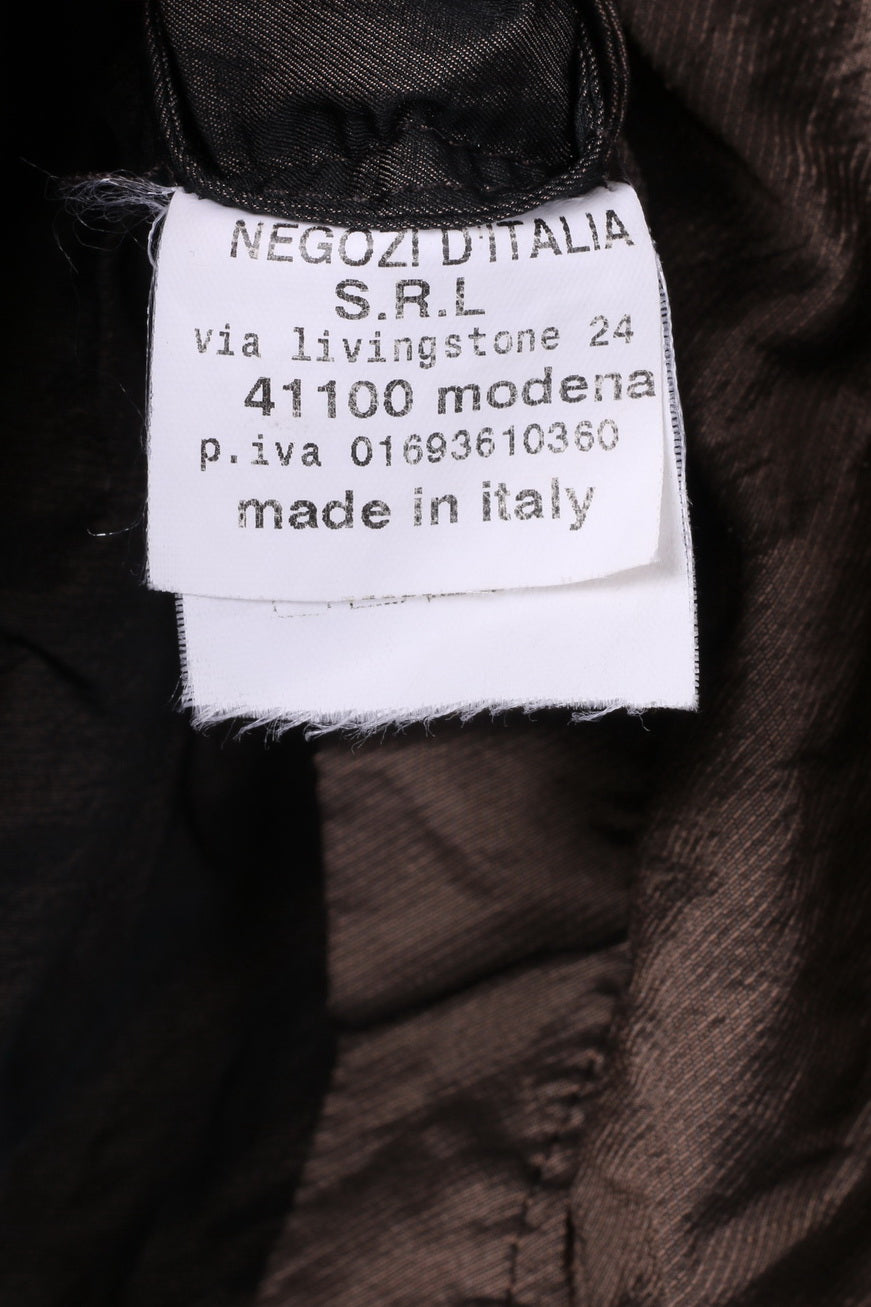 NEGOZI D'ITALIA
S.R.L
via livingstone 24
41100 modena
p.iva 01693610360
made in italy